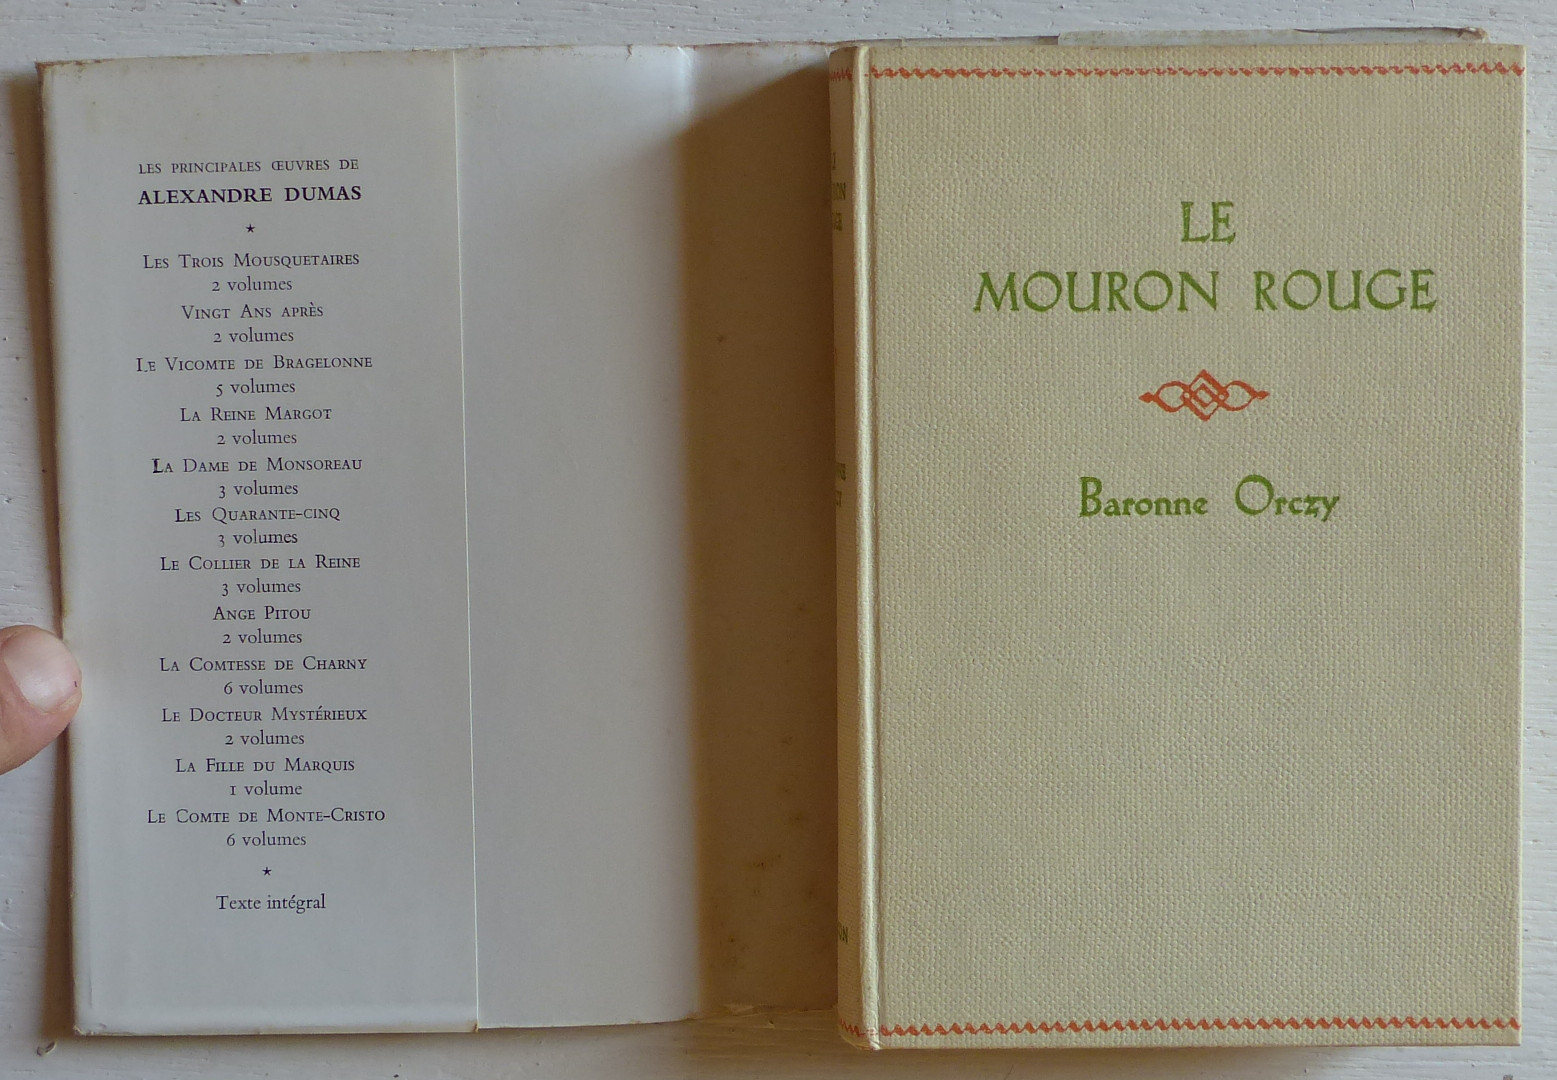 LES PRINCIPALES ŒUVRES DE
ALEXANDRE DUMAS
★
LES TROIS MOUSQUETAIRES
2 volumes
VINGT ANS APRÈS
2 volumes
LE VICOMTE DE BRAGELONNE
5 volumes
LA REINE MARGOT
2 volumes
LA DAME DE MONSOREAU
3 volumes
LES QUARANTE-CINQ
3 volumes
LE COLLIER DE LA REINE
3 volumes
ANGE PITOU
2 volumes
LA COMTESSE DE CHARNY
6 volumes
LE DOCTEUR MYSTÉRIEUX
2 volumes
LA FILLE DU MARQUIS
1 volume
LE COMTE DE MONTE-CRISTO
6 volumes
★
Texte intégral
LE
MOURON ROUGE
Baronne Orczy